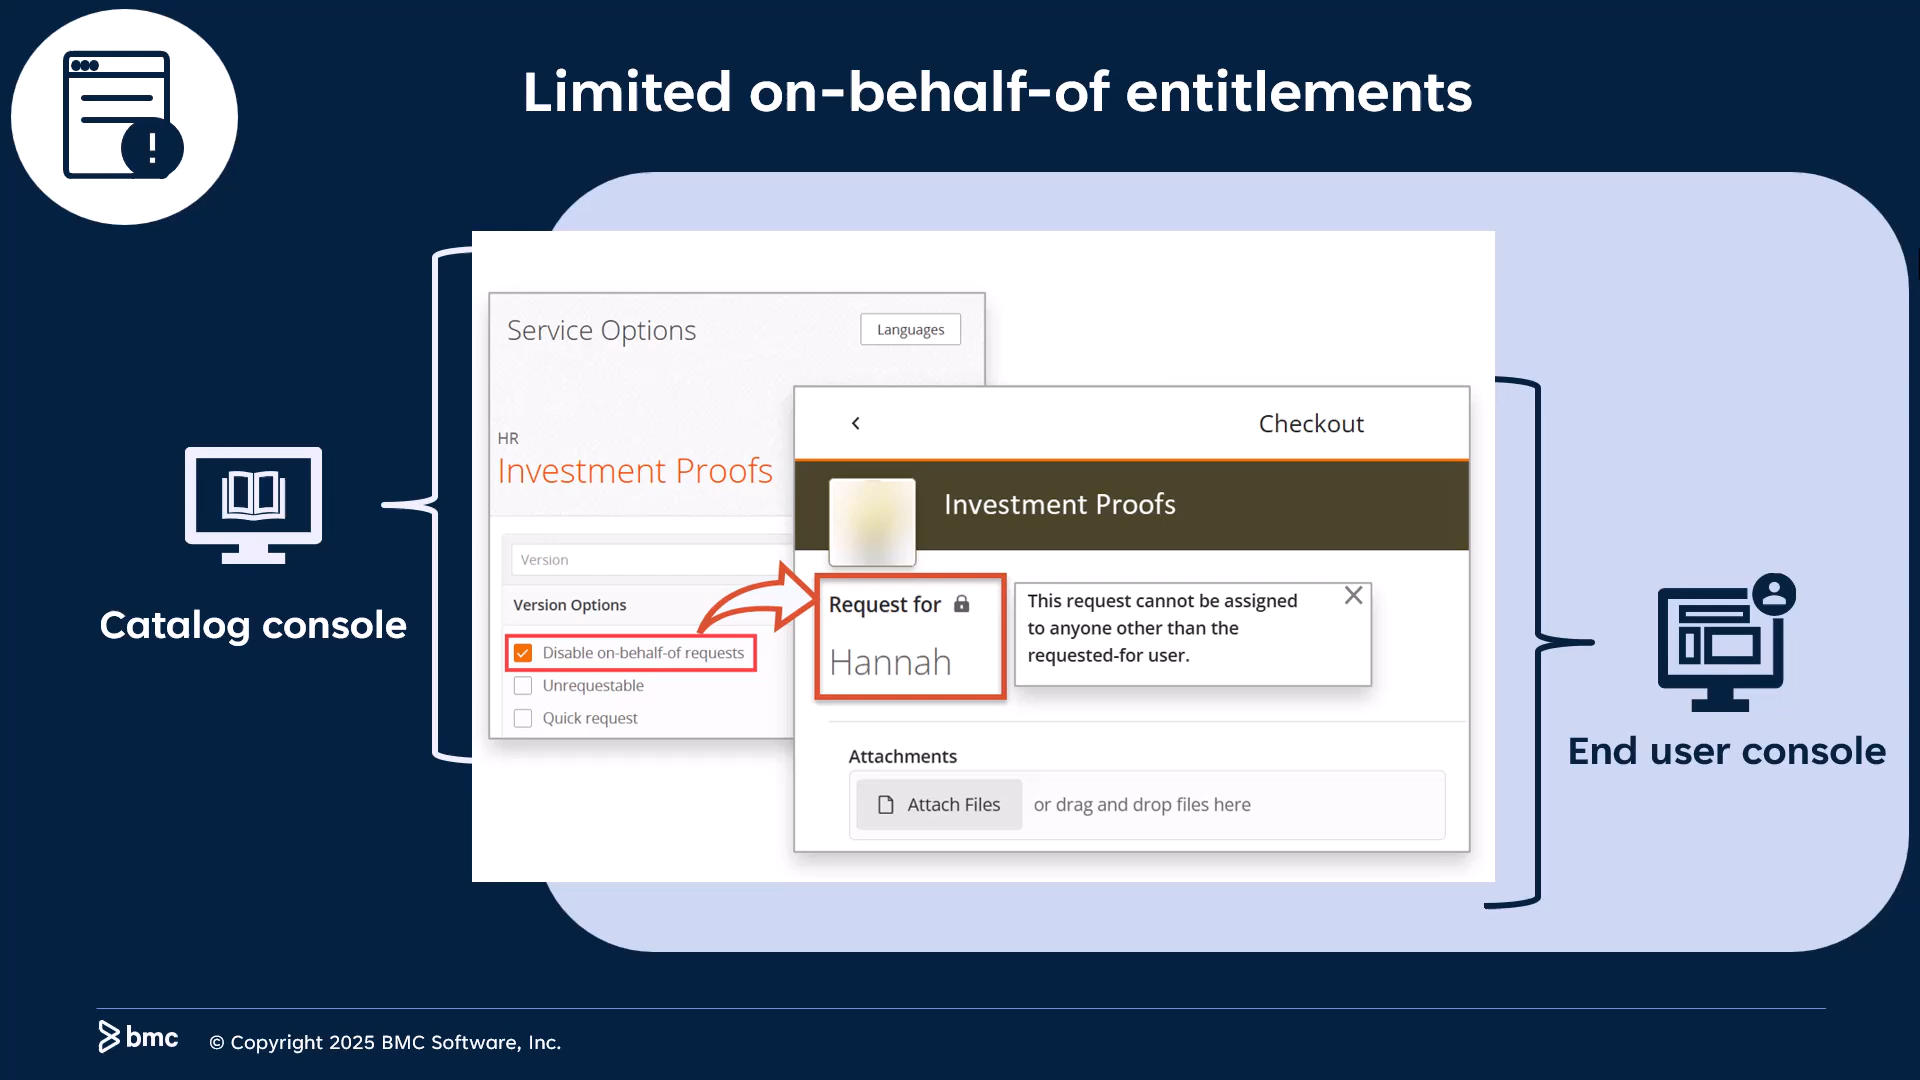 Limited on-behalf-of entitlements
Service Options
Languages
HR
Investment Proofs
Version
Version Options
Disable on-behalf-of requests
Unrequestable
Quick request
Checkout
Investment Proofs
Request for
Hannah
This request cannot be assigned
to anyone other than the
requested-for user.
Attachments
Attach Files
or drag and drop files here
Catalog console
End user console
bmc
© Copyright 2025 BMC Software, Inc.